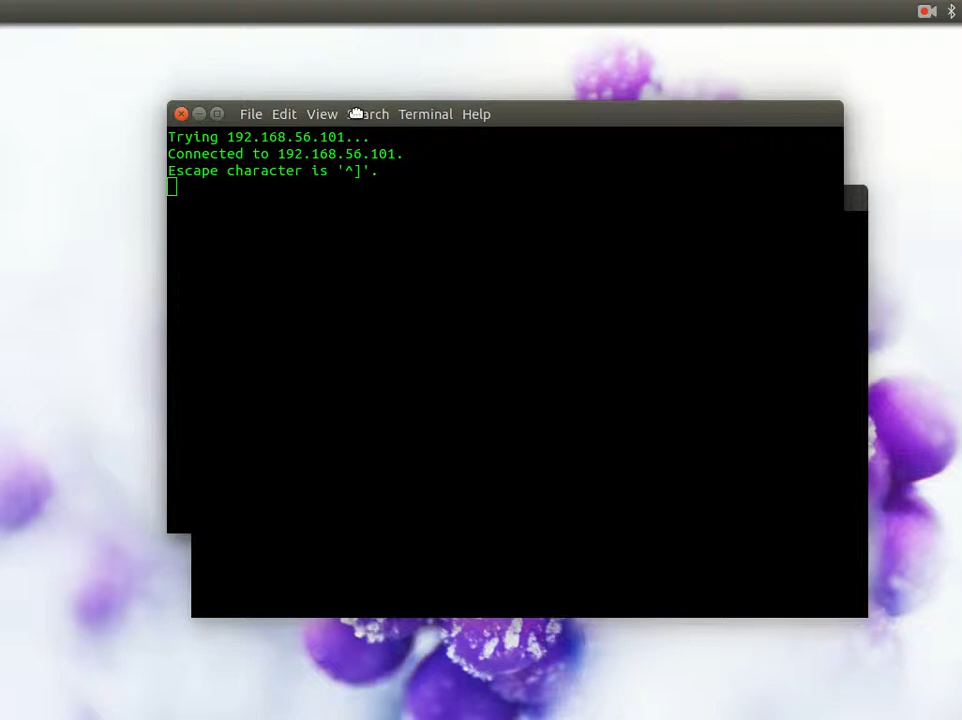 File Edit View Search Terminal Help
Trying 192.168.56.101...
Connected to 192.168.56.101.
Escape character is '^]'.